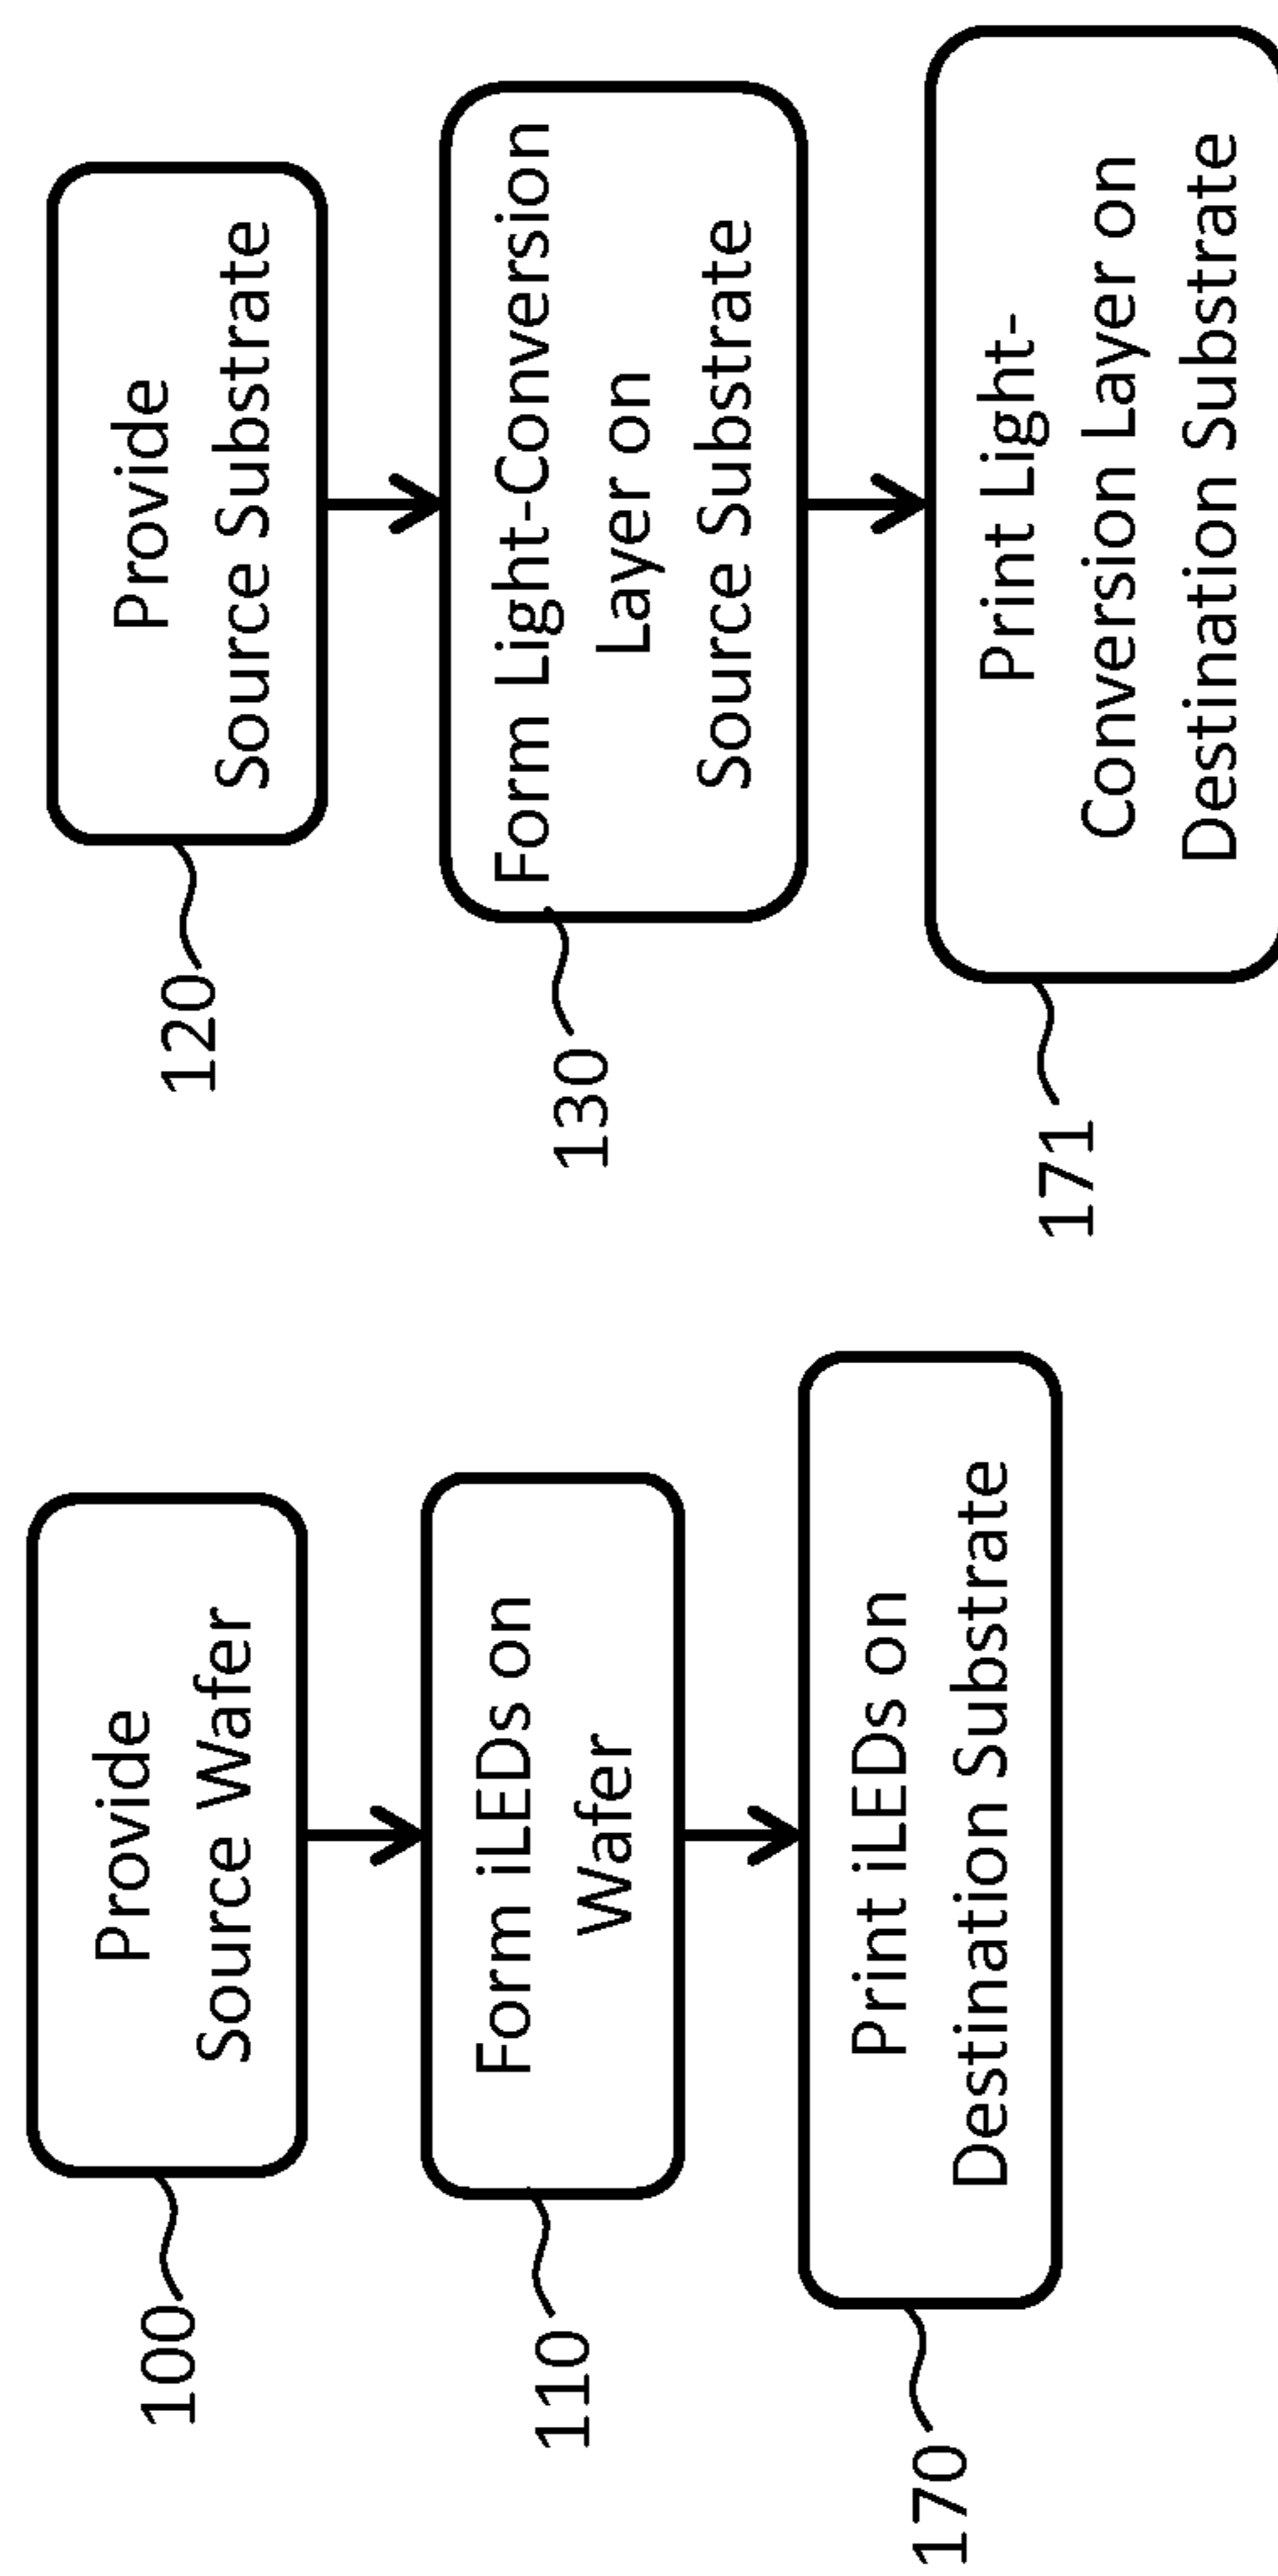 100
Provide
Source Wafer
110
Form iLEDs on
Wafer
170
Print iLEDs on
Destination Substrate
120
Provide
Source Substrate
130
Form Light-Conversion
Layer on
Source Substrate
171
Print Light-
Conversion Layer on
Destination Substrate